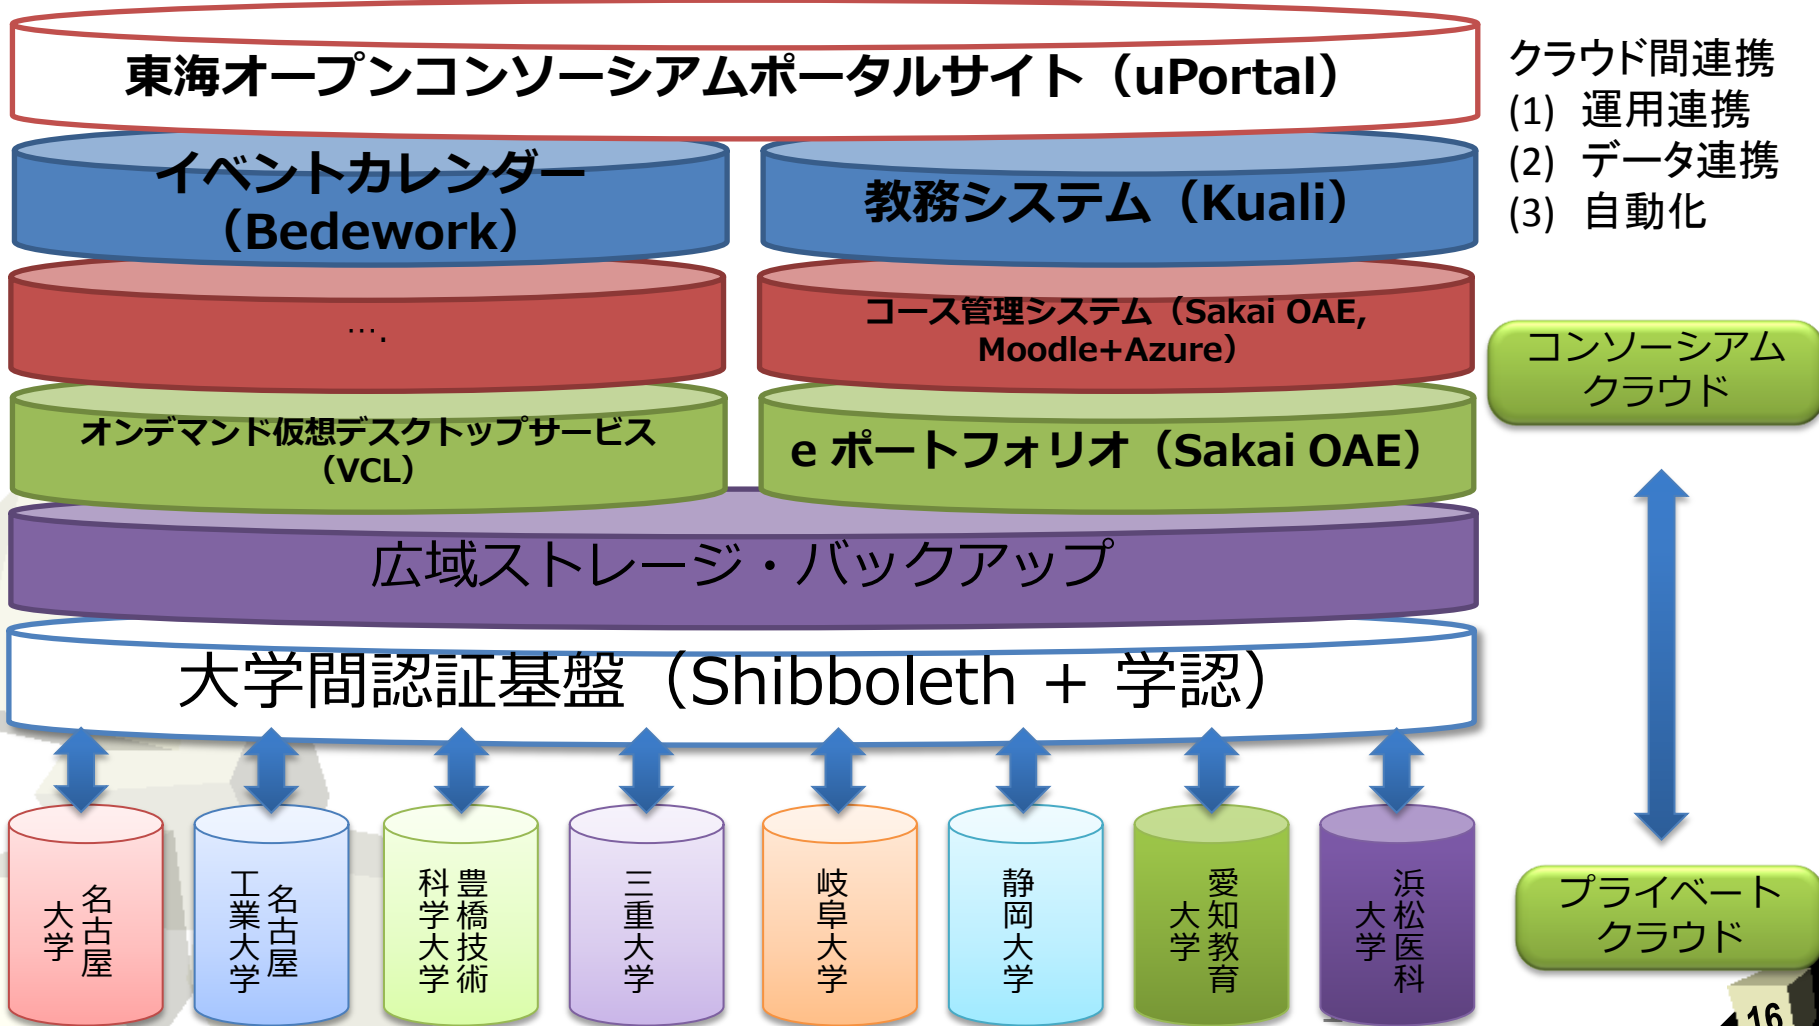 東海オープンコンソーシアムポータルサイト（uPortal）
イベントカレンダー
（Bedework）
教務システム（Kuali）
….
コース管理システム（Sakai OAE,
Moodle+Azure）
オンデマンド仮想デスクトップサービス
（VCL）
e ポートフォリオ（Sakai OAE）
広域ストレージ・バックアップ
大学間認証基盤（Shibboleth + 学認）
名古屋
大学
名古屋
工業大学
豊橋技術
科学大学
三重大学
岐阜大学
静岡大学
愛知教育
大学
浜松医科
大学
クラウド間連携
(1) 運用連携
(2) データ連携
(3) 自動化
コンソーシアム
クラウド
プライベート
クラウド
16